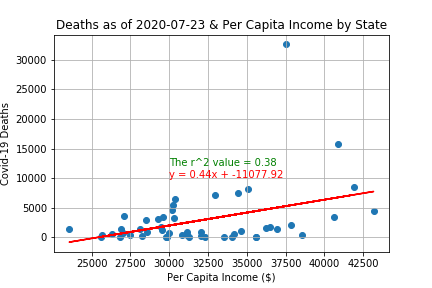 Deaths as of 2020-07-23 & Per Capita Income by State
Covid-19 Deaths
30000
25000
20000
15000
10000
5000
0
The r^2 value = 0.38
y = 0.44x + -11077.92
25000 27500 30000 32500 35000 37500 40000 42500
Per Capita Income ($)